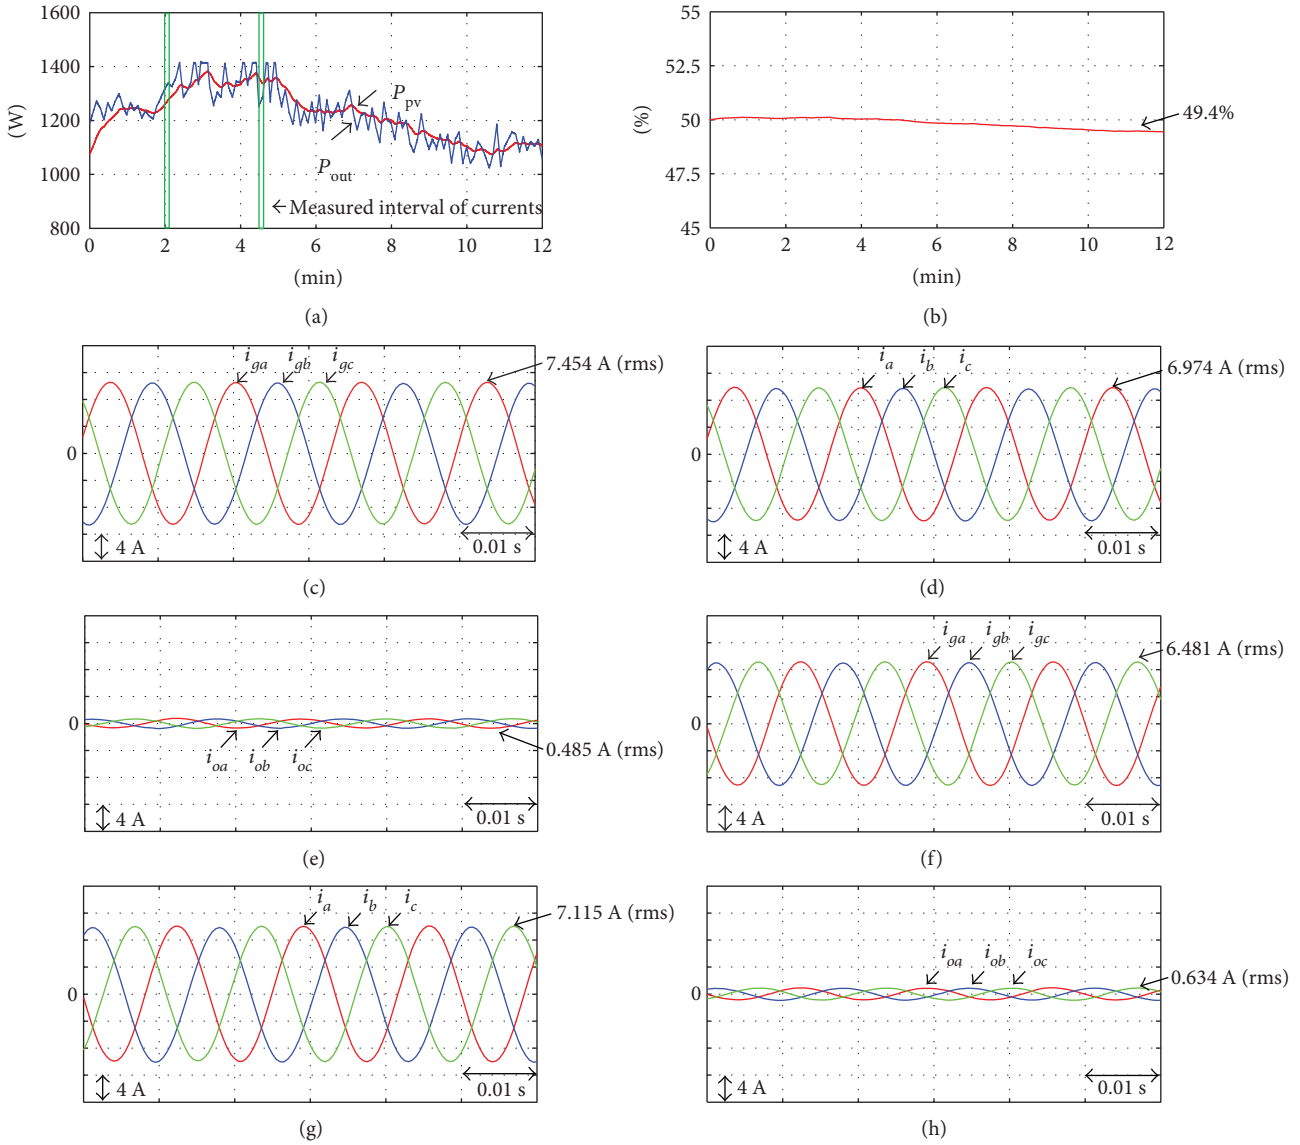 1600
1400
1200
1000
800
(W)
0 2 4 6 8 10 12
(min)
P_pv
P_out
Measured interval of currents
(a)
55
52.5
50
47.5
45
(%)
0 2 4 6 8 10 12
(min)
49.4%
(b)
i_ga i_gb i_gc
7.454 A (rms)
0
4 A
0.01 s
(c)
i_a i_b i_c
6.974 A (rms)
0
4 A
0.01 s
(d)
0
i_oa i_ob i_oc
0.485 A (rms)
4 A
0.01 s
(e)
i_ga i_gb i_gc
6.481 A (rms)
0
4 A
0.01 s
(f)
i_a i_b i_c
7.115 A (rms)
0
4 A
0.01 s
(g)
i_oa i_ob i_oc
0.634 A (rms)
0
4 A
0.01 s
(h)